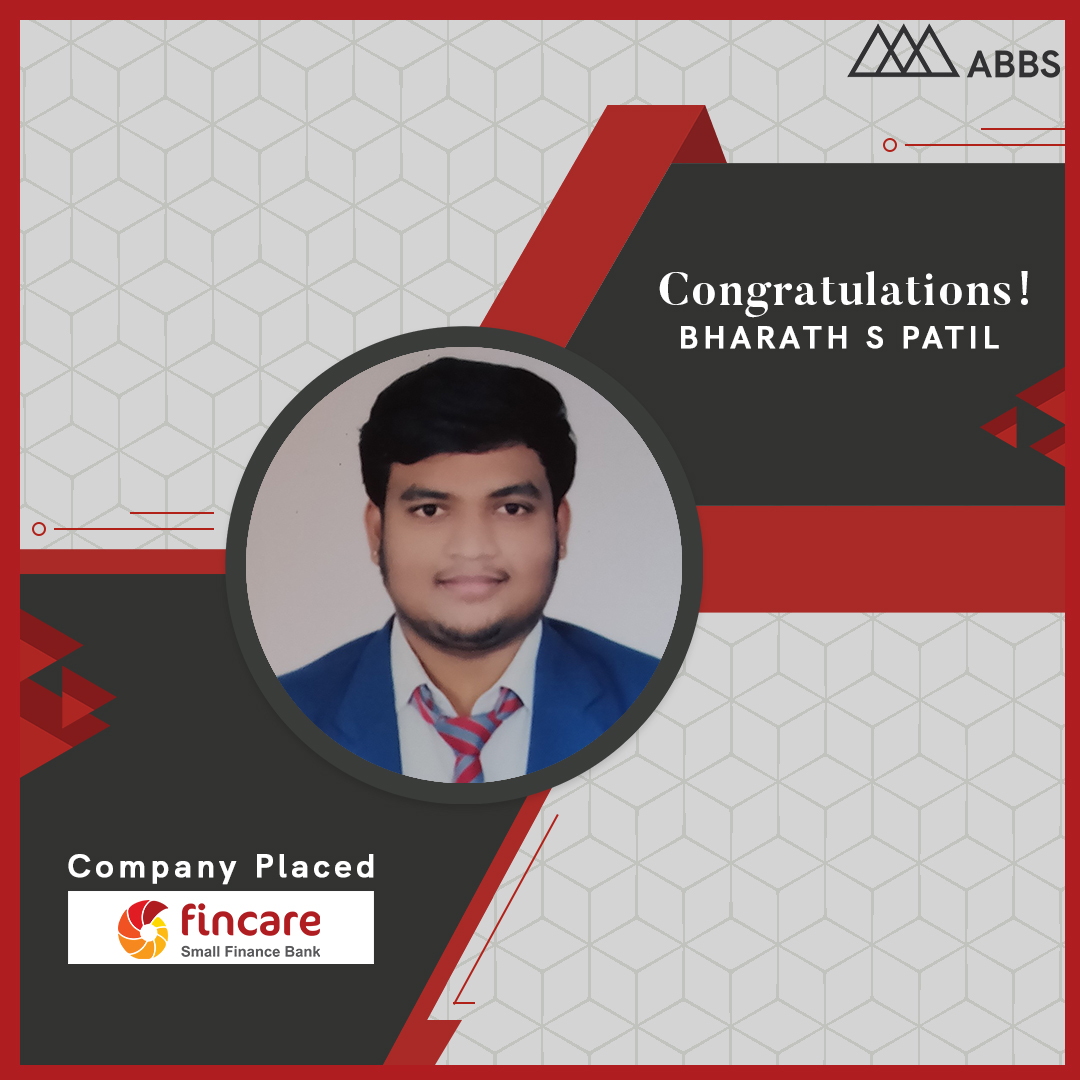 ABBS
Congratulations!
BHARATH S PATIL
Company Placed
fincare
Small Finance Bank